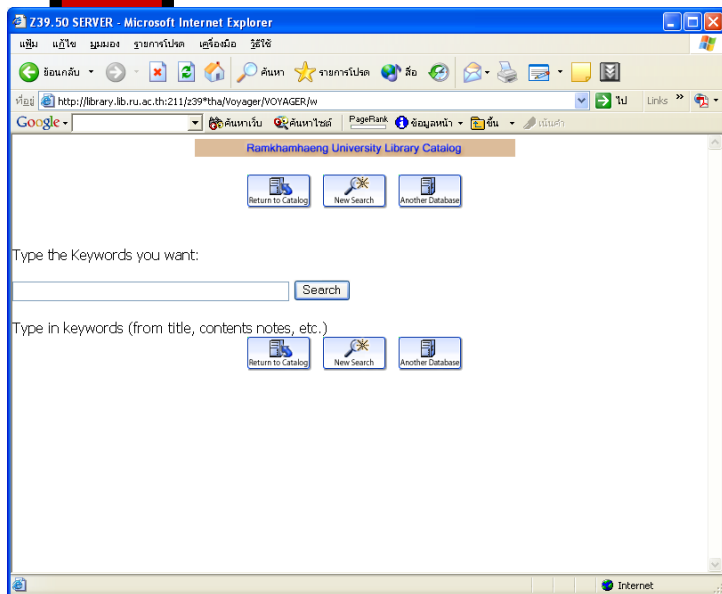 Z39.50 SERVER - Microsoft Internet Explorer
แฟ้ม แก้ไข มุมมอง รายการโปรด เครื่องมือ วิธีใช้
ย้อนกลับ ค้นหา รายการโปรด สื่อ
ที่อยู่ http://library.lib.ru.ac.th:211/z39*tha/Voyager/VOYAGER/w ไป Links »
Google ค้นหาเว็บ ค้นหาไซต์ PageRank ข้อมูลหน้า ขึ้น เน้นคำ
Ramkhamhaeng University Library Catalog
Return to Catalog New Search Another Database
Type the Keywords you want:
Search
Type in keywords (from title, contents notes, etc.)
Return to Catalog New Search Another Database
Internet